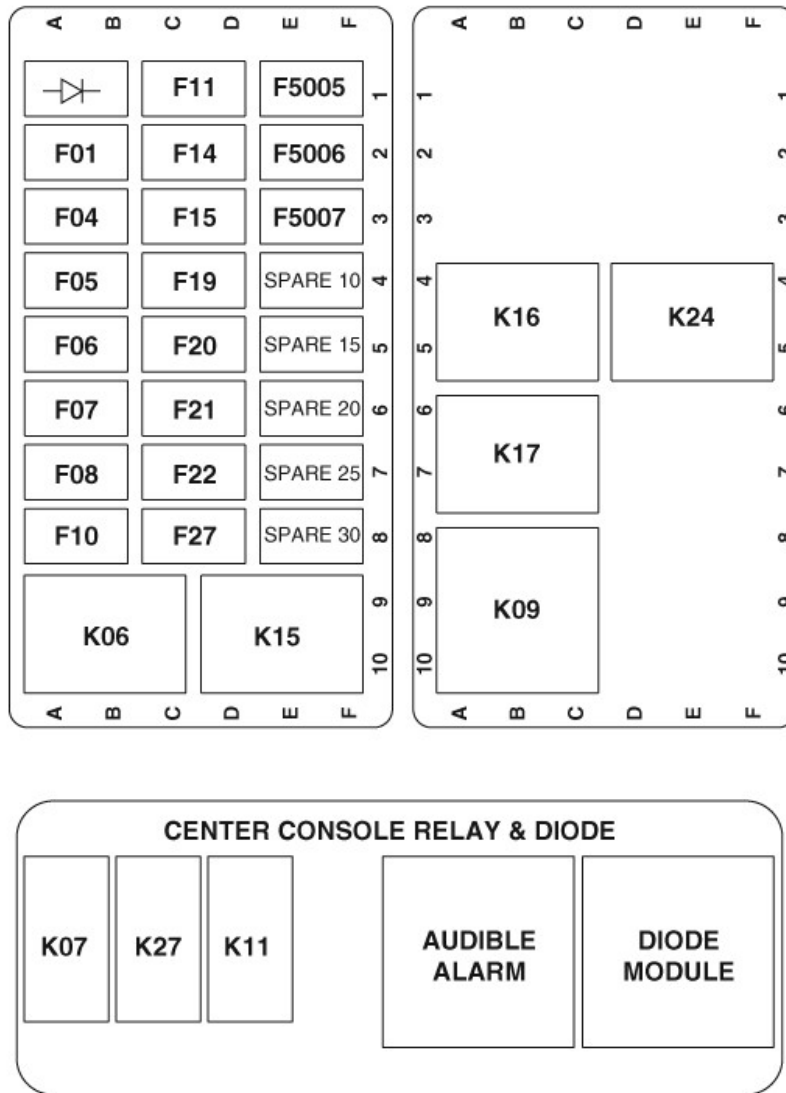 A B C D E F
F11 F5005 1
F01 F14 F5006 2
F04 F15 F5007 3
F05 F19 SPARE 10 4
F06 F20 SPARE 15 5
F07 F21 SPARE 20 6
F08 F22 SPARE 25 7
F10 F27 SPARE 30 8
9
K06 K15
10
A B C D E F
A B C D E F
1 1
2 2
3 3
4 4
K16 K24
5 5
6 6
K17
7 7
8 8
9 K09 9
10 10
A B C D E F
CENTER CONSOLE RELAY & DIODE
K07 K27 K11
AUDIBLE
ALARM
DIODE
MODULE